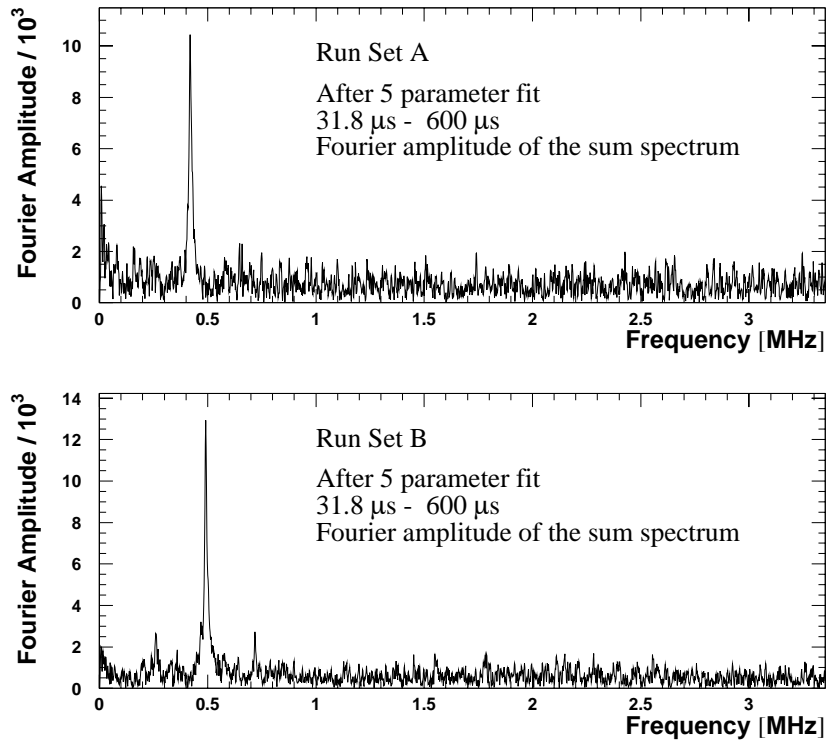 Fourier Amplitude / 10³
10
8
6
4
2
0
Run Set A
After 5 parameter fit
31.8 μs - 600 μs
Fourier amplitude of the sum spectrum
0 0.5 1 1.5 2 2.5 3
Frequency [MHz]
Fourier Amplitude / 10³
14
12
10
8
6
4
2
0
Run Set B
After 5 parameter fit
31.8 μs - 600 μs
Fourier amplitude of the sum spectrum
0 0.5 1 1.5 2 2.5 3
Frequency [MHz]